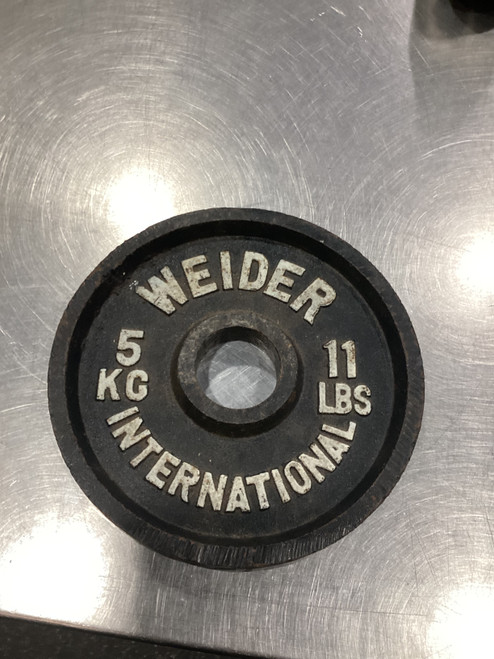 WEIDER
5
KG
11
LBS
INTERNATIONAL